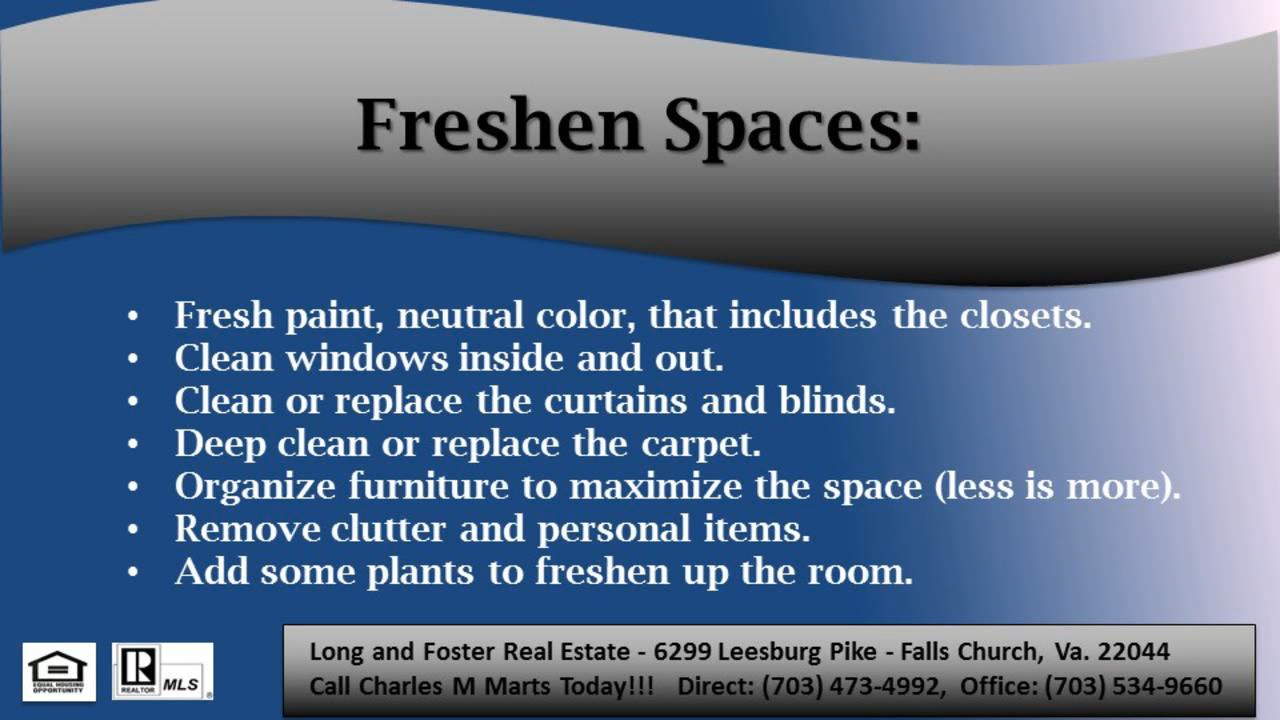 Freshen Spaces:
• Fresh paint, neutral color, that includes the closets.
• Clean windows inside and out.
• Clean or replace the curtains and blinds.
• Deep clean or replace the carpet.
• Organize furniture to maximize the space (less is more).
• Remove clutter and personal items.
• Add some plants to freshen up the room.
Long and Foster Real Estate - 6299 Leesburg Pike - Falls Church, Va. 22044
Call Charles M Marts Today!!! Direct: (703) 473-4992, Office: (703) 534-9660
EQUAL HOUSING
OPPORTUNITY
R
REALTOR
MLS
®